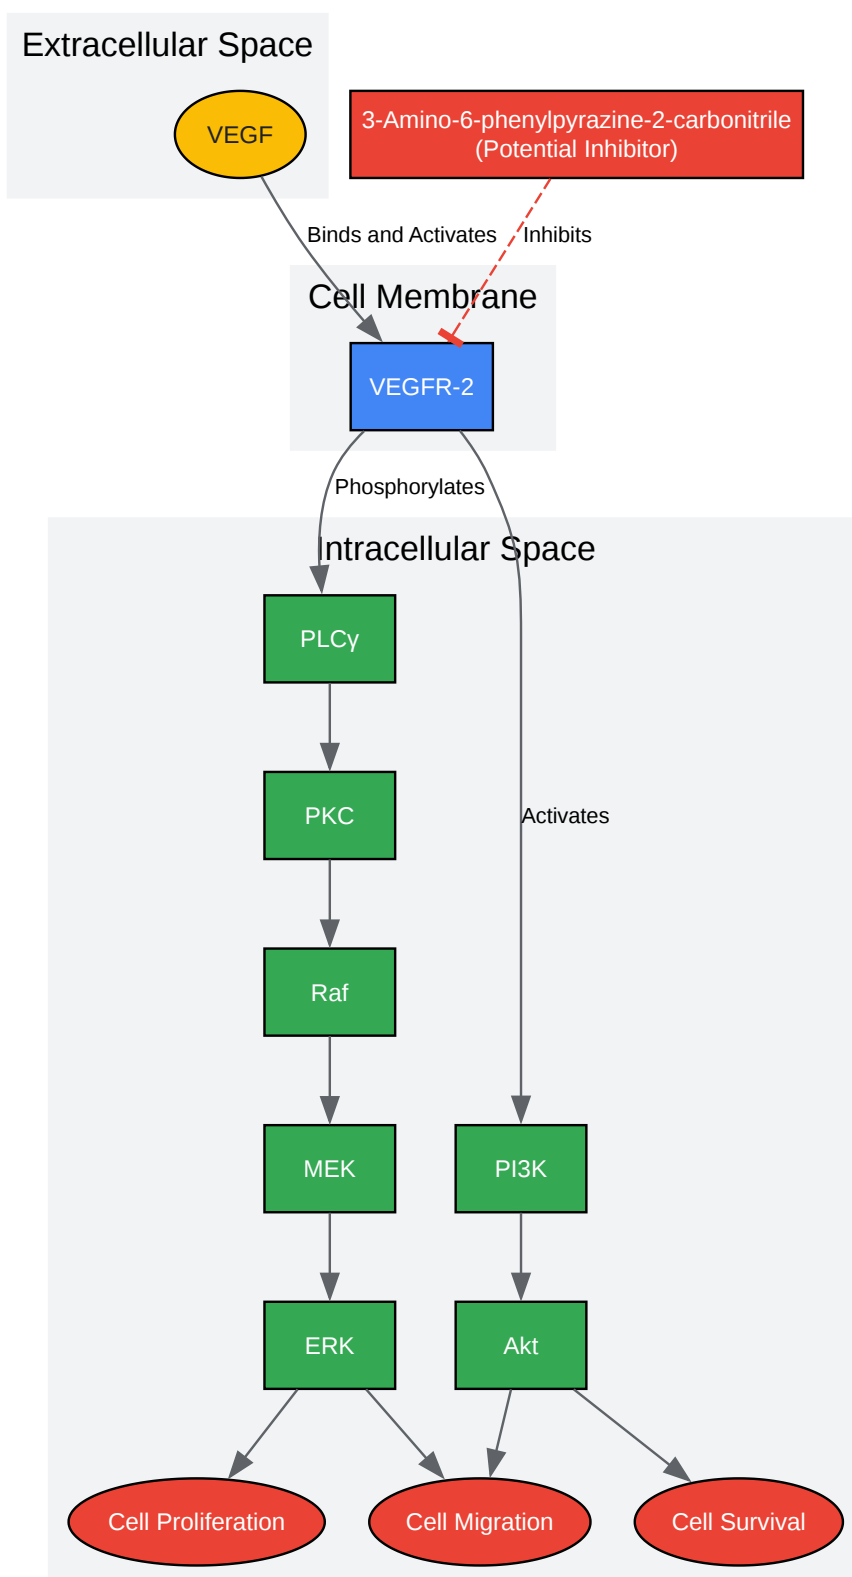 Extracellular Space
VEGF
3-Amino-6-phenylpyrazine-2-carbonitrile
(Potential Inhibitor)
Binds and Activates
Inhibits
Cell Membrane
VEGFR-2
Phosphorylates
Intracellular Space
PLCγ
PKC
Activates
Raf
MEK
PI3K
ERK
Akt
Cell Proliferation
Cell Migration
Cell Survival